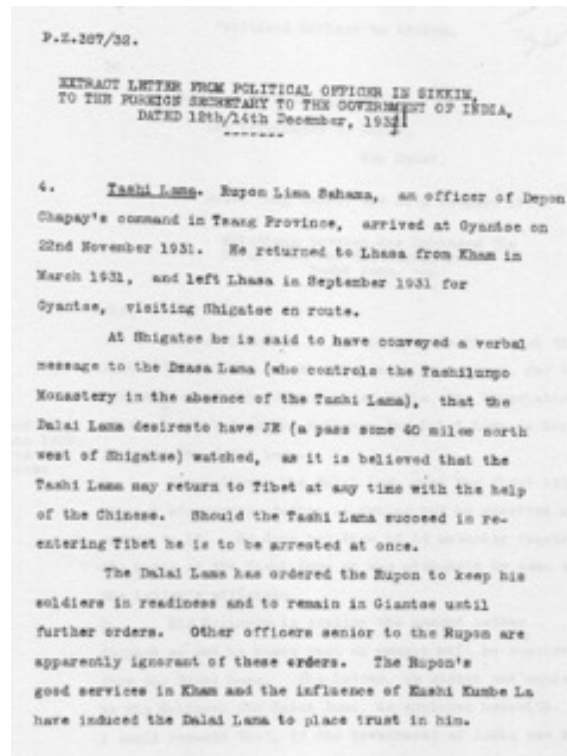 P.Z.367/32.
EXTRACT LETTER FROM POLITICAL OFFICER IN SIKKIM,
TO THE FOREIGN SECRETARY TO THE GOVERNMENT OF INDIA,
DATED 12th/14th December, 1931
-------
4. Tashi Lama. Rupon Lima Sahama, an officer of Depon
Chapay's command in Tsang Province, arrived at Gyantse on
22nd November 1931. He returned to Lhasa from Kham in
March 1931, and left Lhasa in September 1931 for
Gyantse, visiting Shigatse en route.
At Shigatse he is said to have conveyed a verbal
message to the Dzasa Lama (who controls the Tashilunpo
Monastery in the absence of the Tashi Lama), that the
Dalai Lama desiresto have JE (a pass some 40 miles north
west of Shigatse) watched, as it is believed that the
Tashi Lama may return to Tibet at any time with the help
of the Chinese. Should the Tashi Lama succeed in re-
entering Tibet he is to be arrested at once.
The Dalai Lama has ordered the Rupon to keep his
soldiers in readiness and to remain in Giantse until
further orders. Other officers senior to the Rupon are
apparently ignorant of these orders. The Rupon's
good services in Kham and the influence of Kashi Kumbe La
have induced the Dalai Lama to place trust in him.